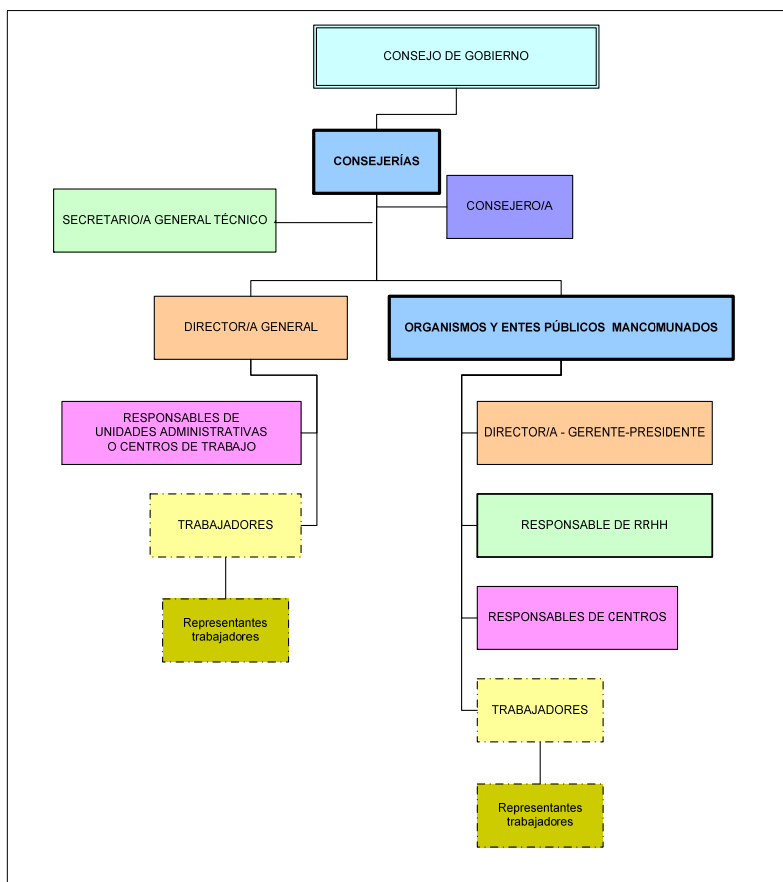 CONSEJO DE GOBIERNO
CONSEJERÍAS
SECRETARIO/A GENERAL TÉCNICO
CONSEJERO/A
DIRECTOR/A GENERAL
ORGANISMOS Y ENTES PÚBLICOS MANCOMUNADOS
RESPONSABLES DE
UNIDADES ADMINISTRATIVAS
O CENTROS DE TRABAJO
DIRECTOR/A - GERENTE-PRESIDENTE
TRABAJADORES
RESPONSABLE DE RRHH
Representantes
trabajadores
RESPONSABLES DE CENTROS
TRABAJADORES
Representantes
trabajadores